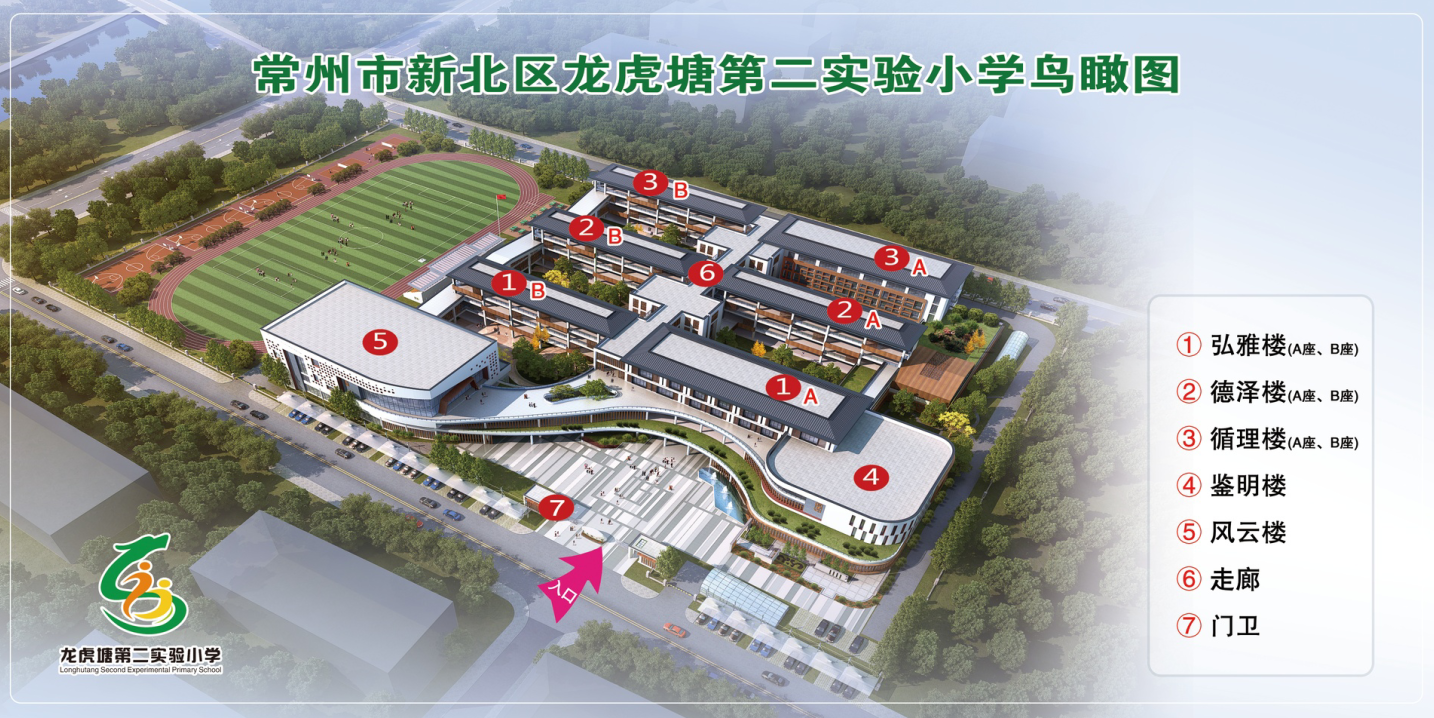 常州市新北区龙虎塘第二实验小学鸟瞰图
3 B
2 B
3 A
6
1 B
2 A
5
1 A
4
7
入口
① 弘雅楼(A座、B座)
② 德泽楼(A座、B座)
③ 循理楼(A座、B座)
④ 鉴明楼
⑤ 风云楼
⑥ 走廊
⑦ 门卫
龙虎塘第二实验小学
Longhutang Second Experimental Primary School